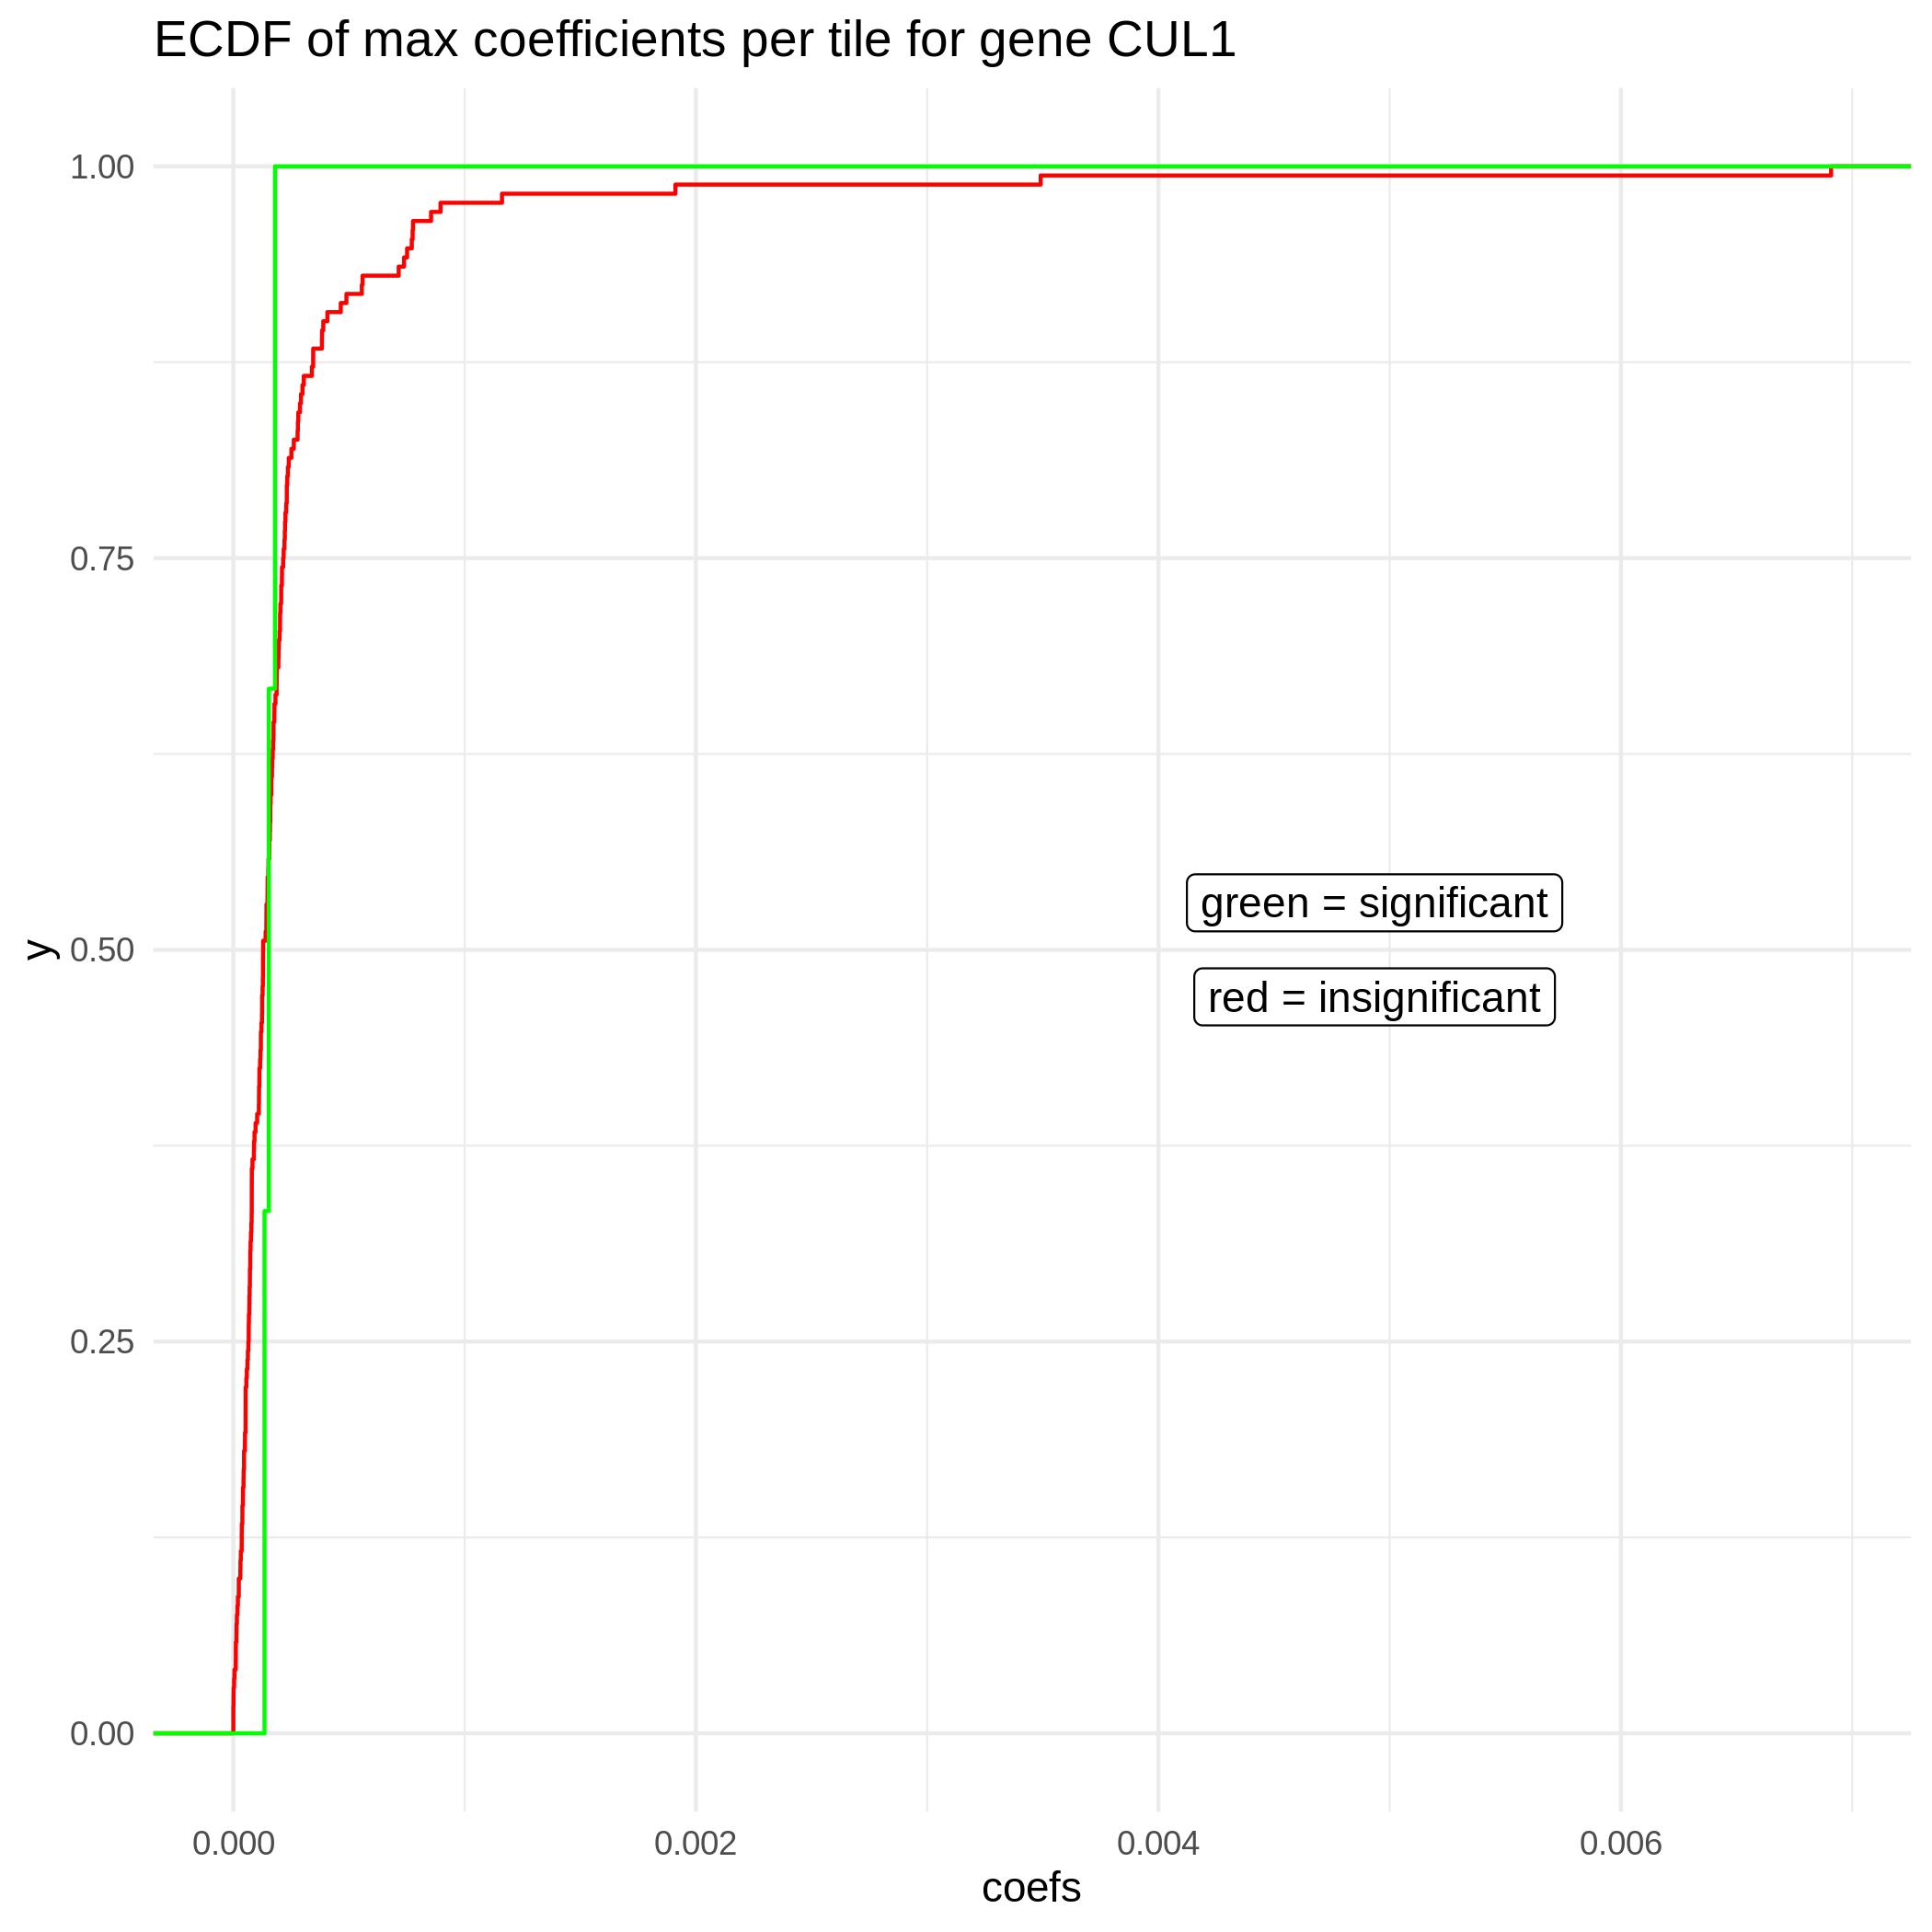 ECDF of max coefficients per tile for gene CUL1
1.00
0.75
0.50
0.25
0.00
y
green = significant
red = insignificant
0.000 0.002 0.004 0.006
coefs